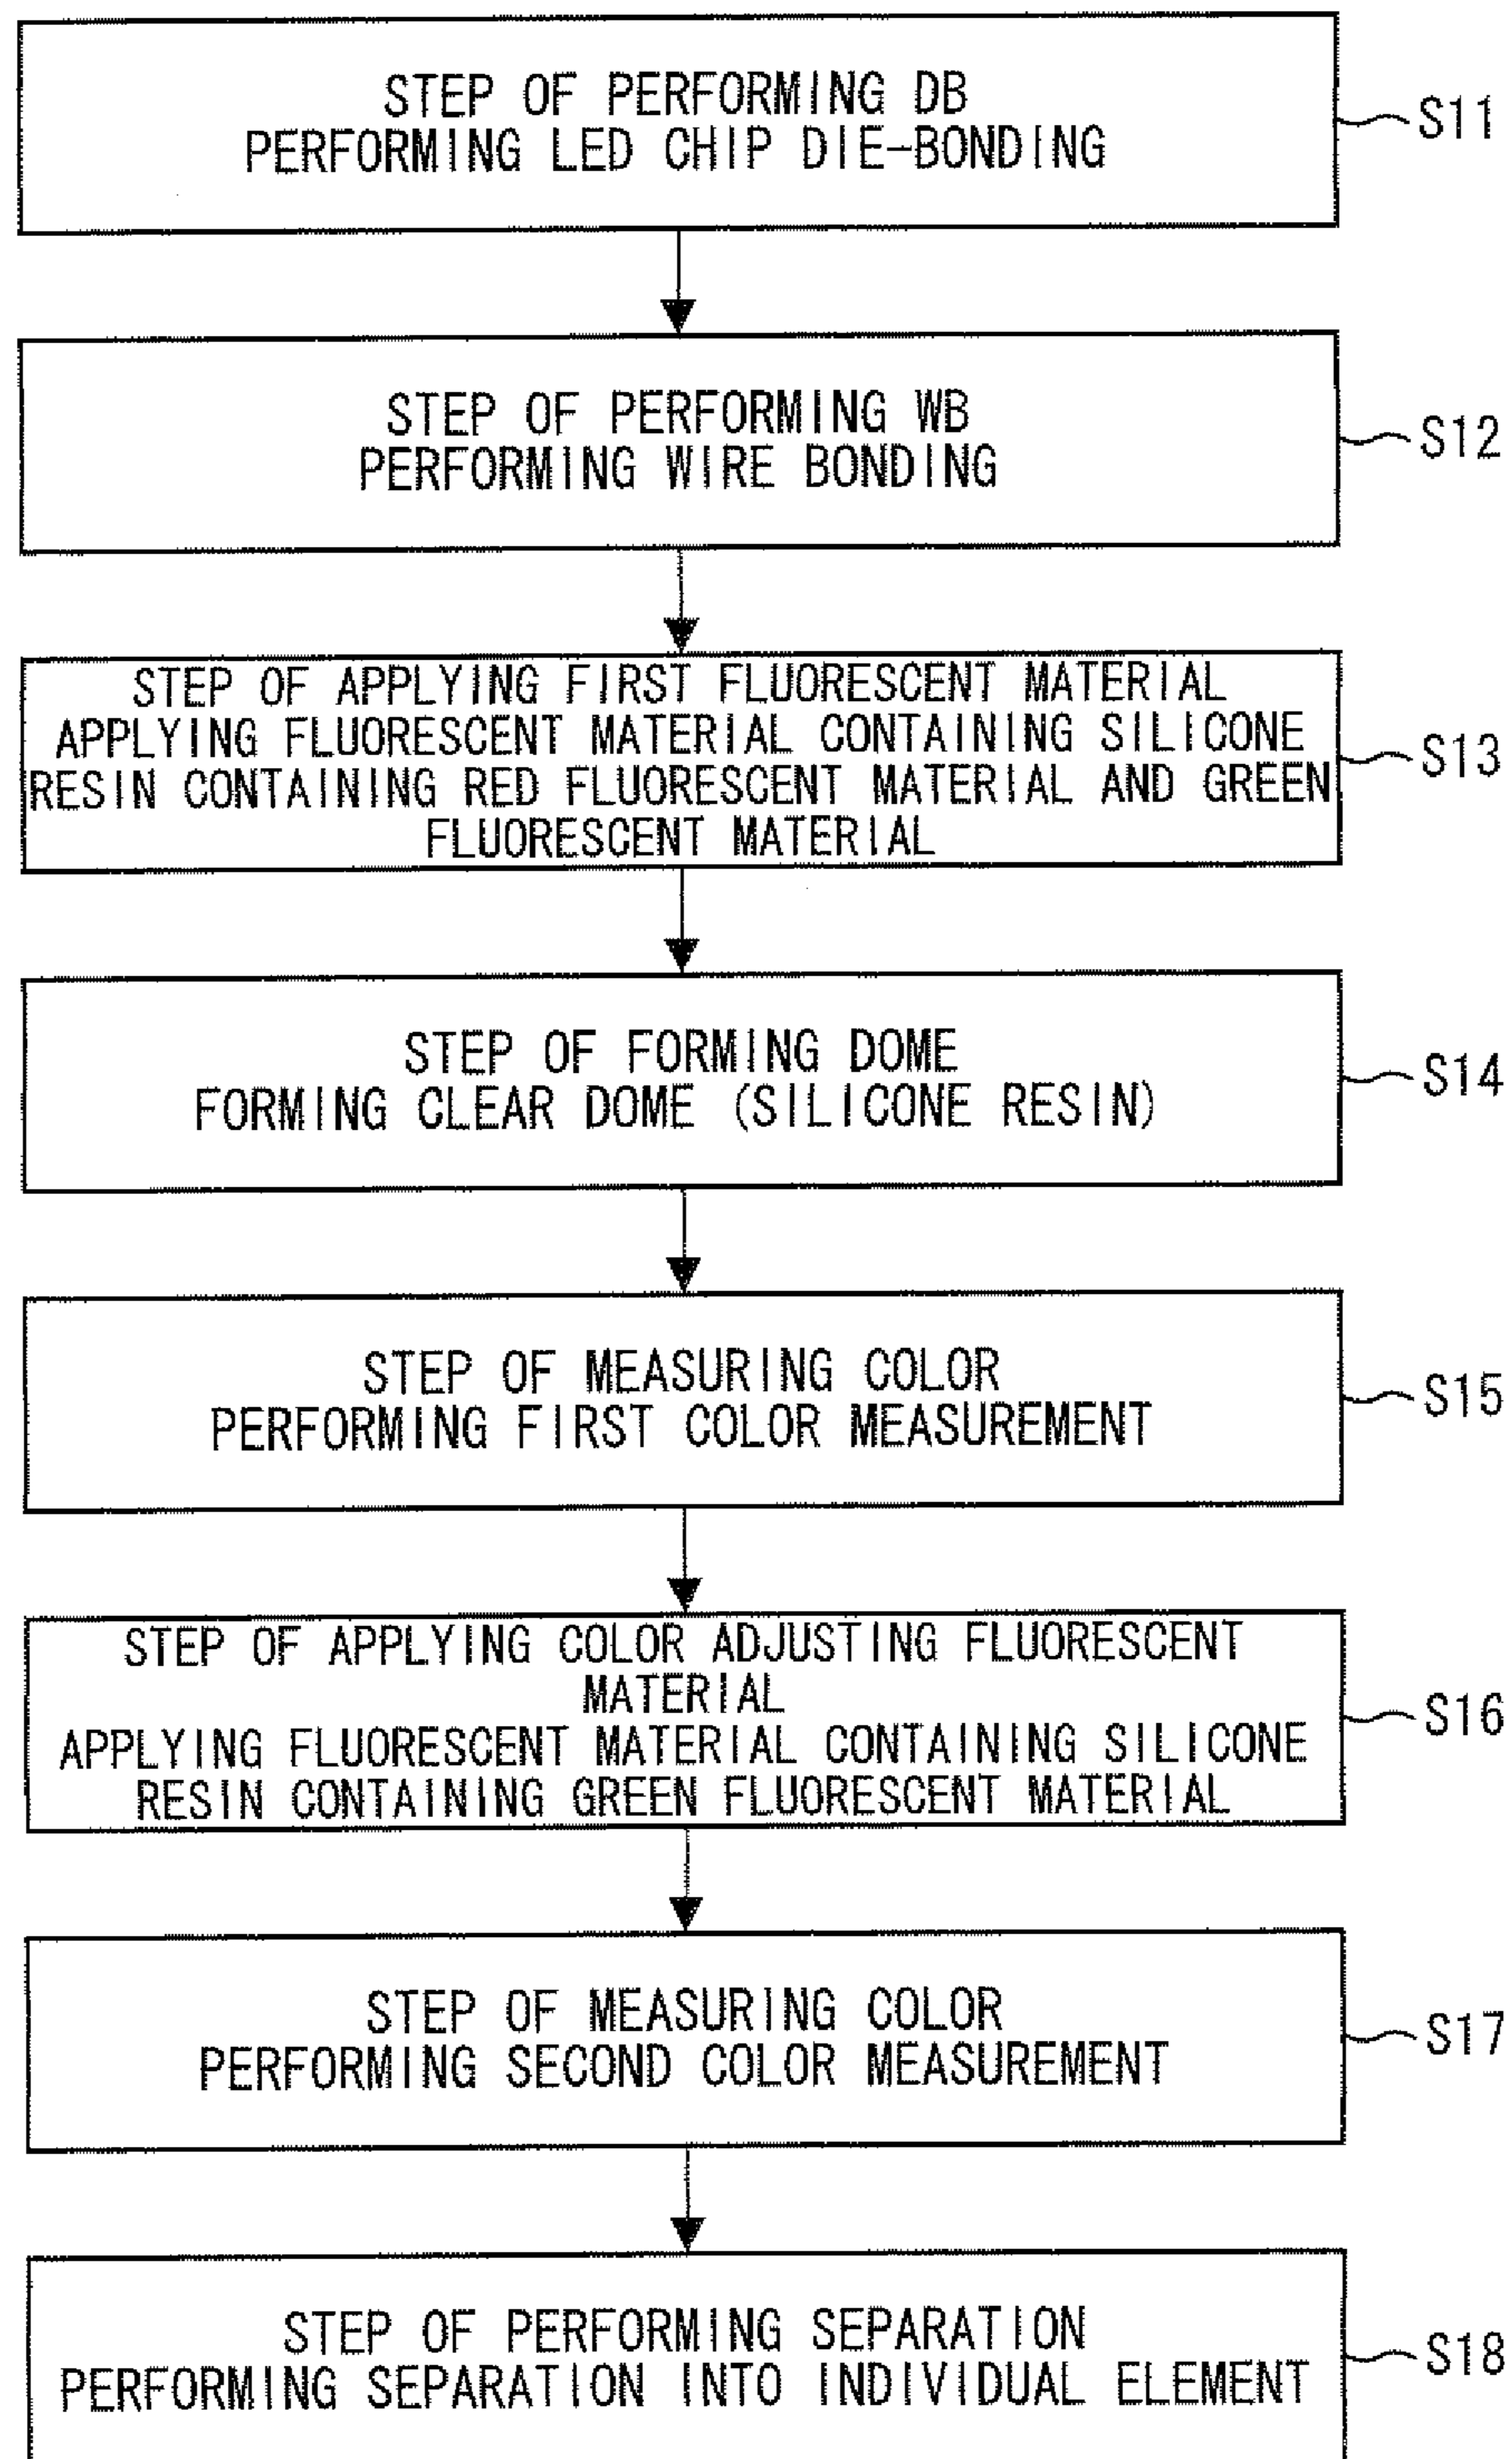 STEP OF PERFORMING DB
PERFORMING LED CHIP DIE-BONDING
S11
STEP OF PERFORMING WB
PERFORMING WIRE BONDING
S12
STEP OF APPLYING FIRST FLUORESCENT MATERIAL
APPLYING FLUORESCENT MATERIAL CONTAINING SILICONE
RESIN CONTAINING RED FLUORESCENT MATERIAL AND GREEN
FLUORESCENT MATERIAL
S13
STEP OF FORMING DOME
FORMING CLEAR DOME (SILICONE RESIN)
S14
STEP OF MEASURING COLOR
PERFORMING FIRST COLOR MEASUREMENT
S15
STEP OF APPLYING COLOR ADJUSTING FLUORESCENT
MATERIAL
APPLYING FLUORESCENT MATERIAL CONTAINING SILICONE
RESIN CONTAINING GREEN FLUORESCENT MATERIAL
S16
STEP OF MEASURING COLOR
PERFORMING SECOND COLOR MEASUREMENT
S17
STEP OF PERFORMING SEPARATION
PERFORMING SEPARATION INTO INDIVIDUAL ELEMENT
S18